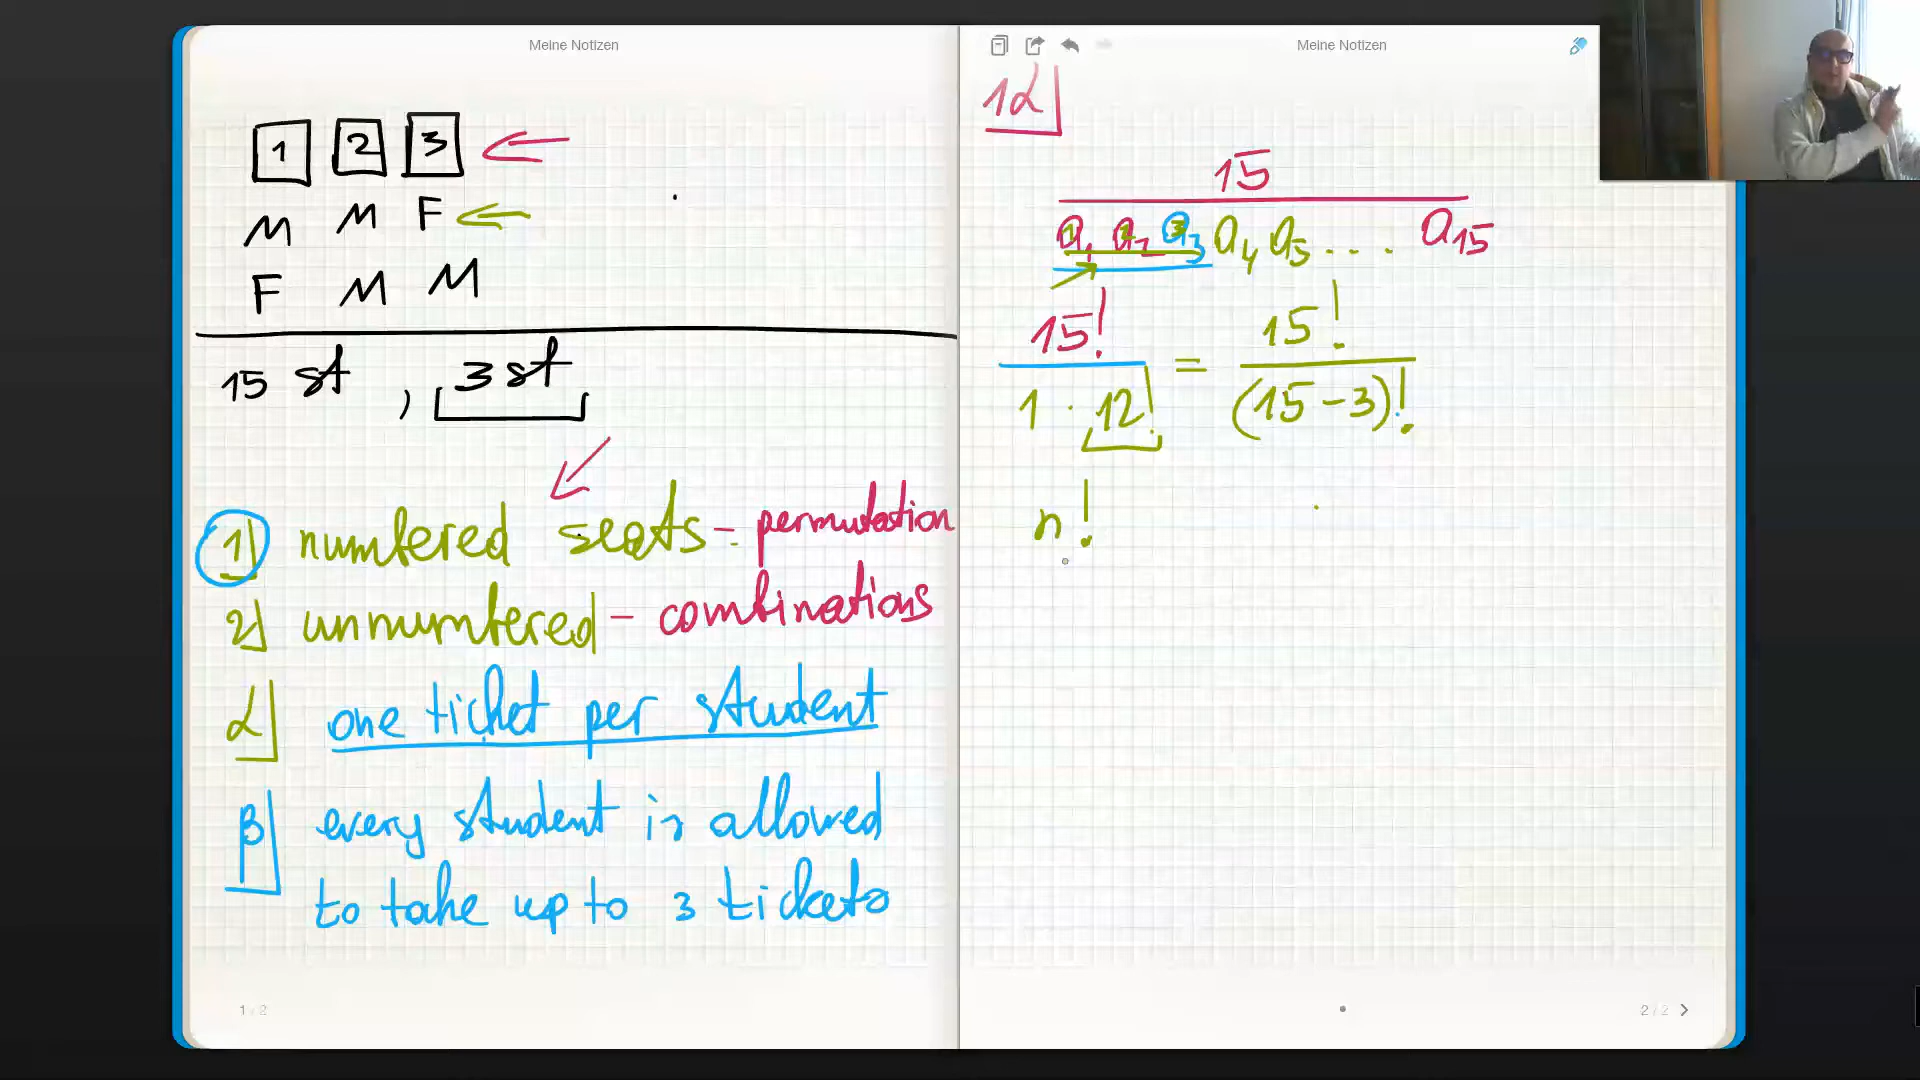 Meine Notizen
1 2 3
M M F
F M M
15 st , 3 st
1) numbered seats - permutation
2) unnumbered - combinations
α one ticket per student
β every student is allowed
to take up to 3 tickets
1 / 2
Meine Notizen
1α
15
a1 a2 a3 a4 a5 ... a15
15! / 1 · 12! = 15! / (15-3)!
n!
2 / 2